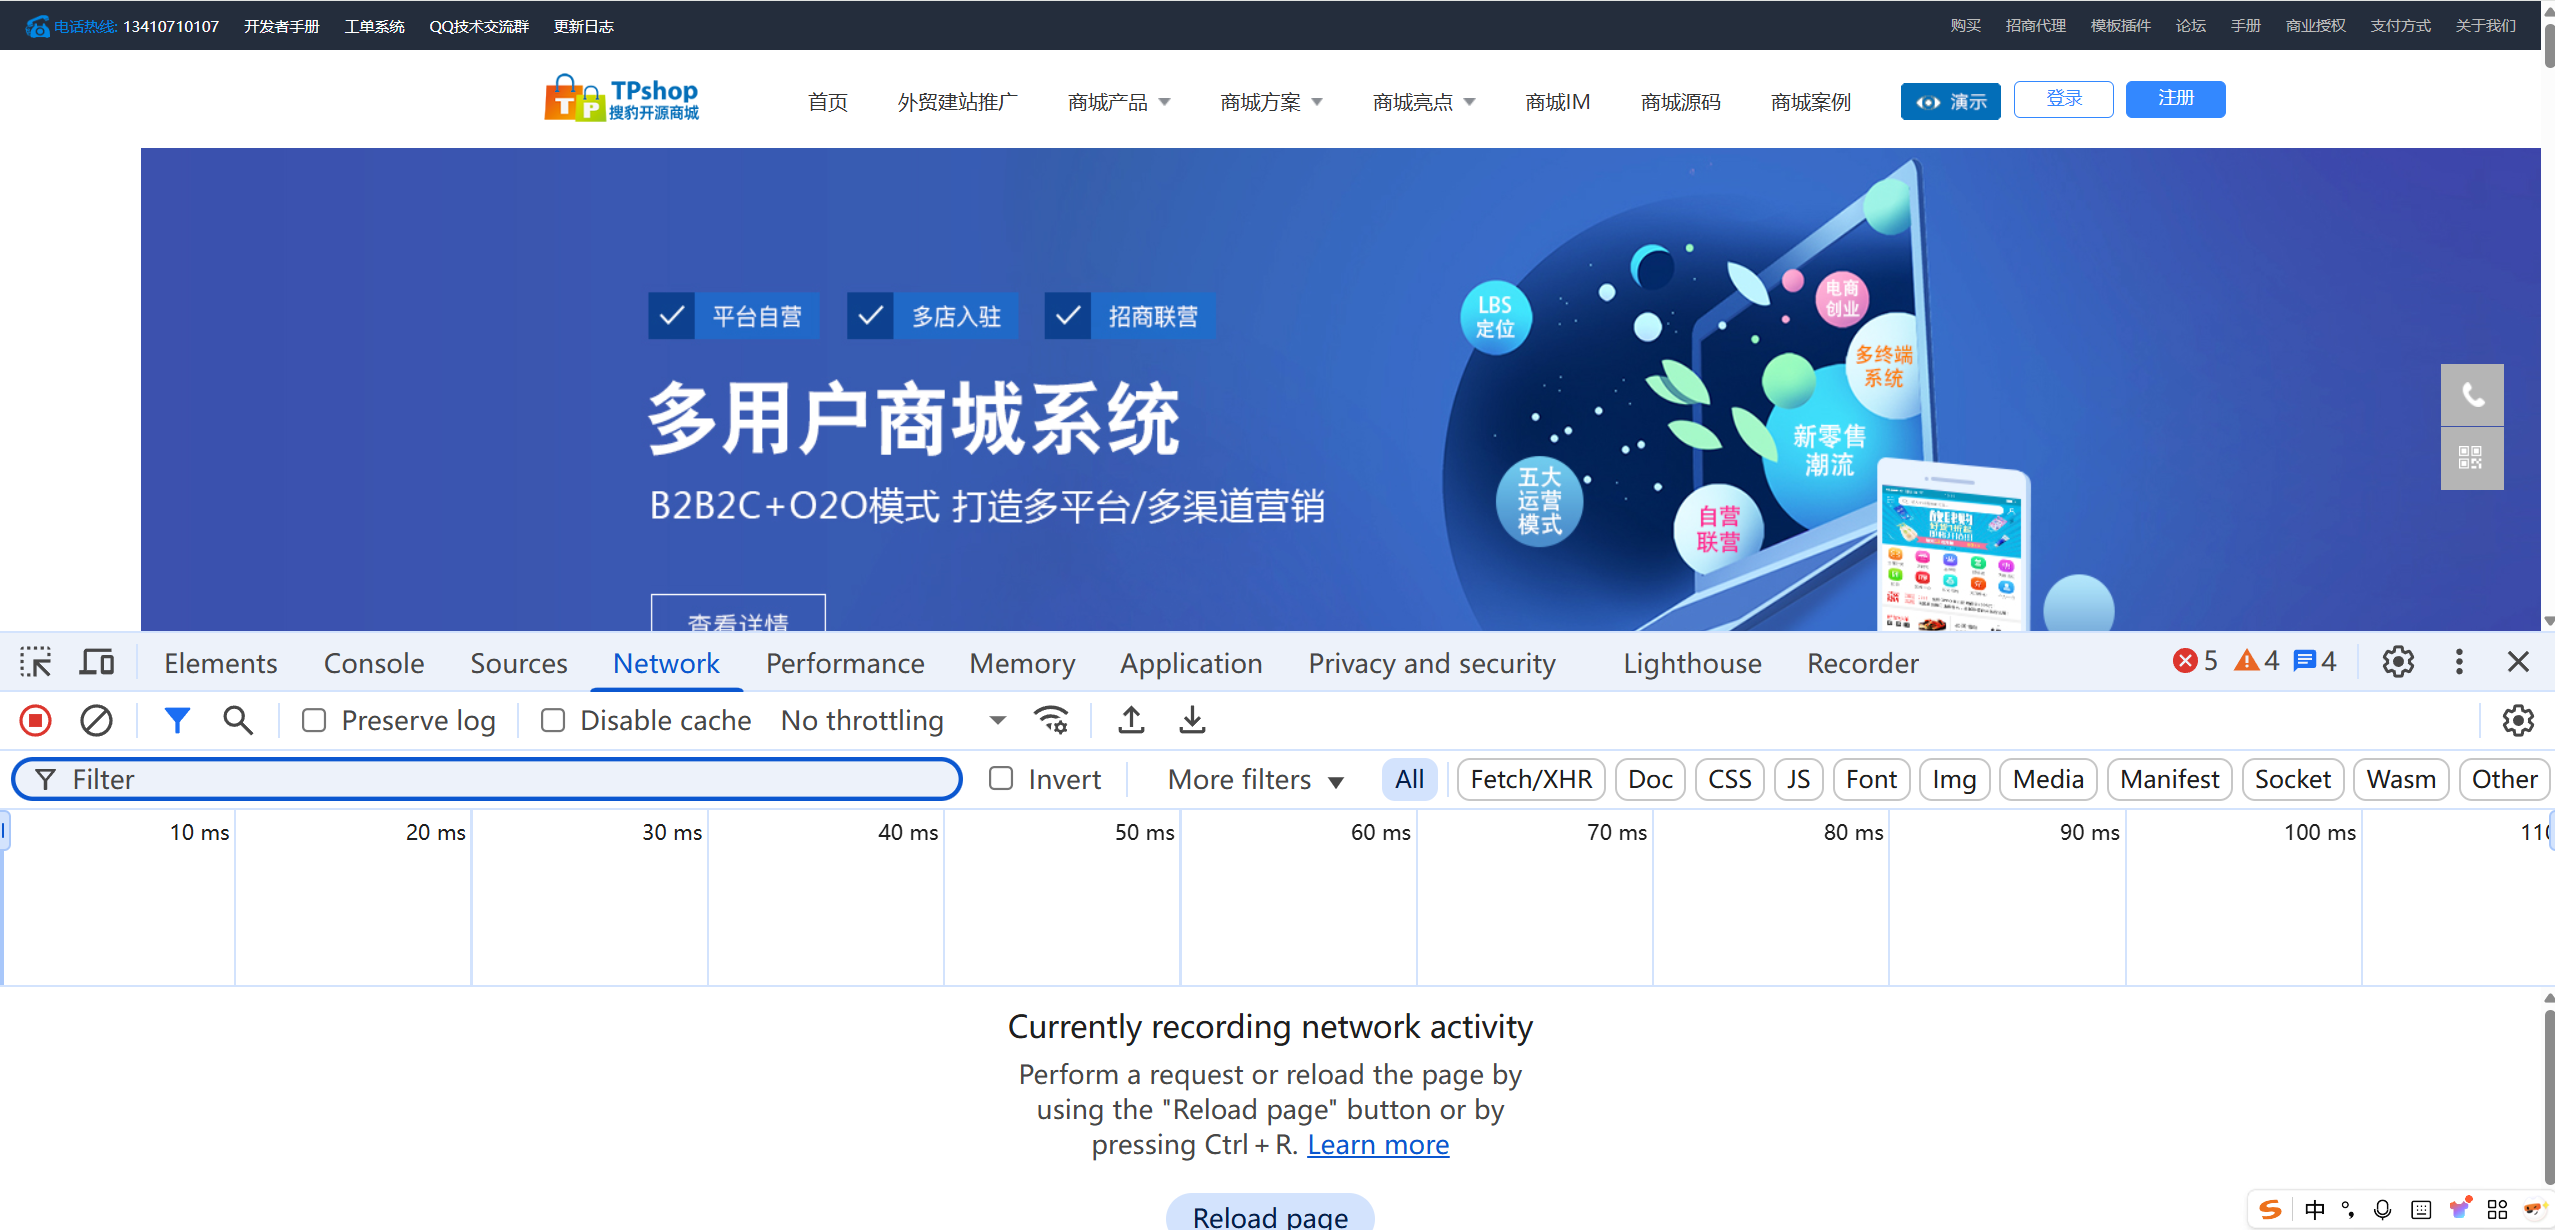 电话热线: 13410710107 开发者手册 工单系统 QQ技术交流群 更新日志 购买 招商代理 模板插件 论坛 手册 商业授权 支付方式 关于我们
TPshop
搜豹开源商城
TP
首页 外贸建站推广 商城产品 商城方案 商城亮点 商城IM 商城源码 商城案例 演示 登录 注册
平台自营 多店入驻 招商联营
多用户商城系统
B2B2C+O2O模式 打造多平台/多渠道营销
查看详情
LBS
定位
电商
创业
多终端
系统
新零售
潮流
五大
运营
模式
自营
联营
Elements Console Sources Network Performance Memory Application Privacy and security Lighthouse Recorder 5 4 4
Preserve log Disable cache No throttling
Filter Invert More filters All Fetch/XHR Doc CSS JS Font Img Media Manifest Socket Wasm Other
10 ms 20 ms 30 ms 40 ms 50 ms 60 ms 70 ms 80 ms 90 ms 100 ms 110
Currently recording network activity
Perform a request or reload the page by
using the "Reload page" button or by
pressing Ctrl + R. Learn more
Reload page
中